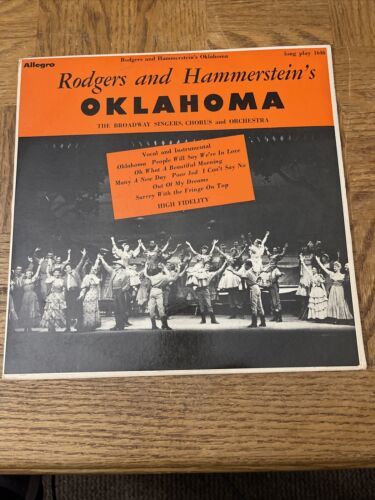 Allegro
Rodgers and Hammerstein's Oklahoma
long play 1646
Rodgers and Hammerstein's
OKLAHOMA
THE BROADWAY SINGERS, CHORUS and ORCHESTRA
Vocal and Instrumental
Oklahoma People Will Say We're In Love
Oh What A Beautiful Morning
Many A New Day Poor Jud I Can't Say No
Out Of My Dreams
Surrey With the Fringe On Top
HIGH FIDELITY